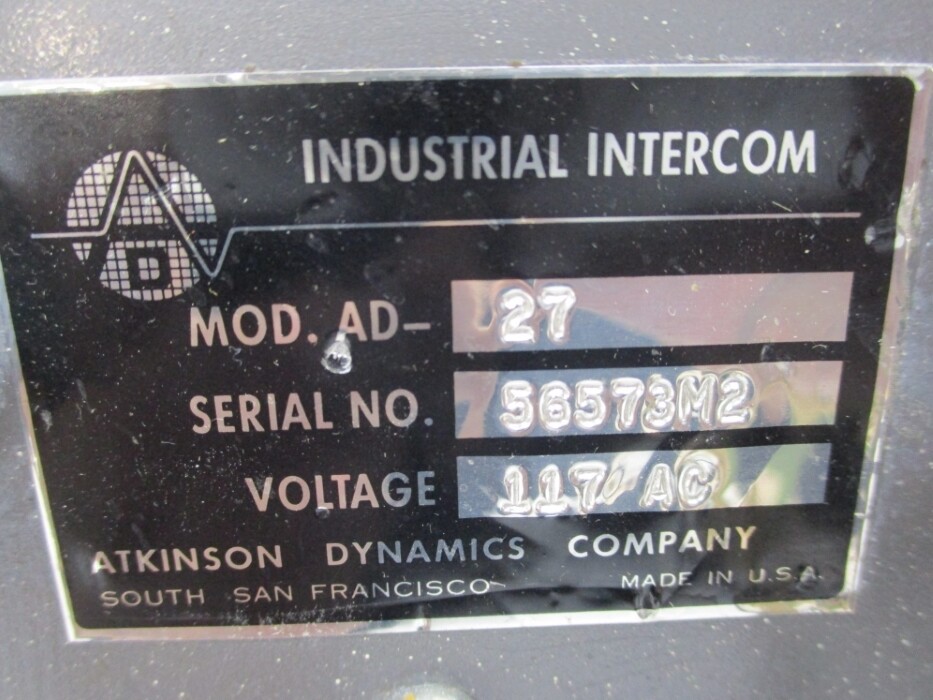 INDUSTRIAL INTERCOM
AD
MOD. AD- 27
SERIAL NO. 56573M2
VOLTAGE 117 AC
ATKINSON DYNAMICS COMPANY
SOUTH SAN FRANCISCO MADE IN U.S.A.